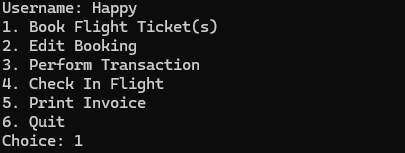 Username: Happy
1. Book Flight Ticket(s)
2. Edit Booking
3. Perform Transaction
4. Check In Flight
5. Print Invoice
6. Quit
Choice: 1